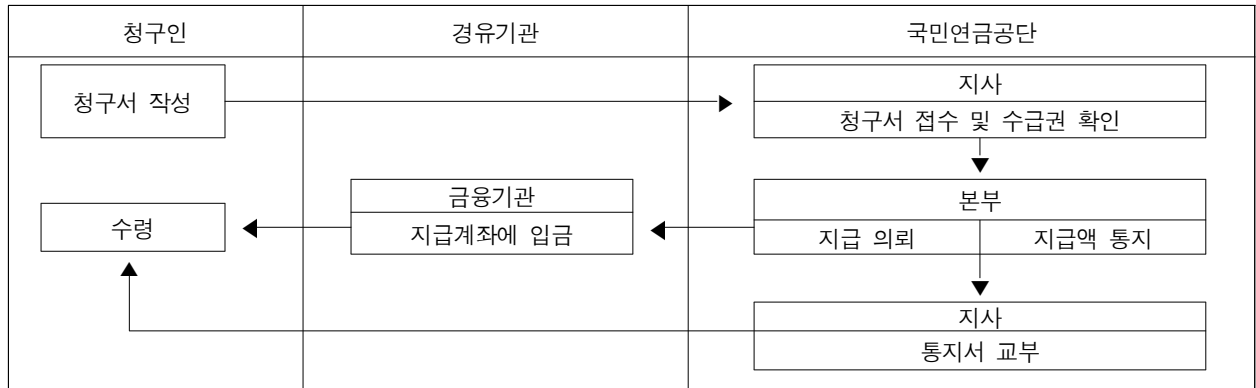 청구인 경유기관 국민연금공단
청구서 작성
지사
청구서 접수 및 수급권 확인
금융기관
지급계좌에 입금
수령
본부
지급 의뢰 지급액 통지
지사
통지서 교부